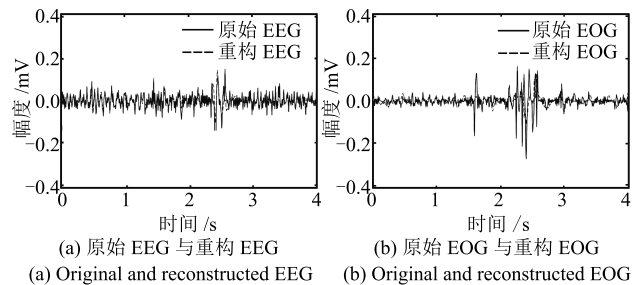 0.4
0.2
0.0
−0.2
−0.4
幅度 /mV
原始 EEG
重构 EEG
0 1 2 3 4
时间 /s
(a) 原始 EEG 与重构 EEG
(a) Original and reconstructed EEG
0.4
0.2
0.0
−0.2
−0.4
幅度 /mV
原始 EOG
重构 EOG
0 1 2 3 4
时间 /s
(b) 原始 EOG 与重构 EOG
(b) Original and reconstructed EOG